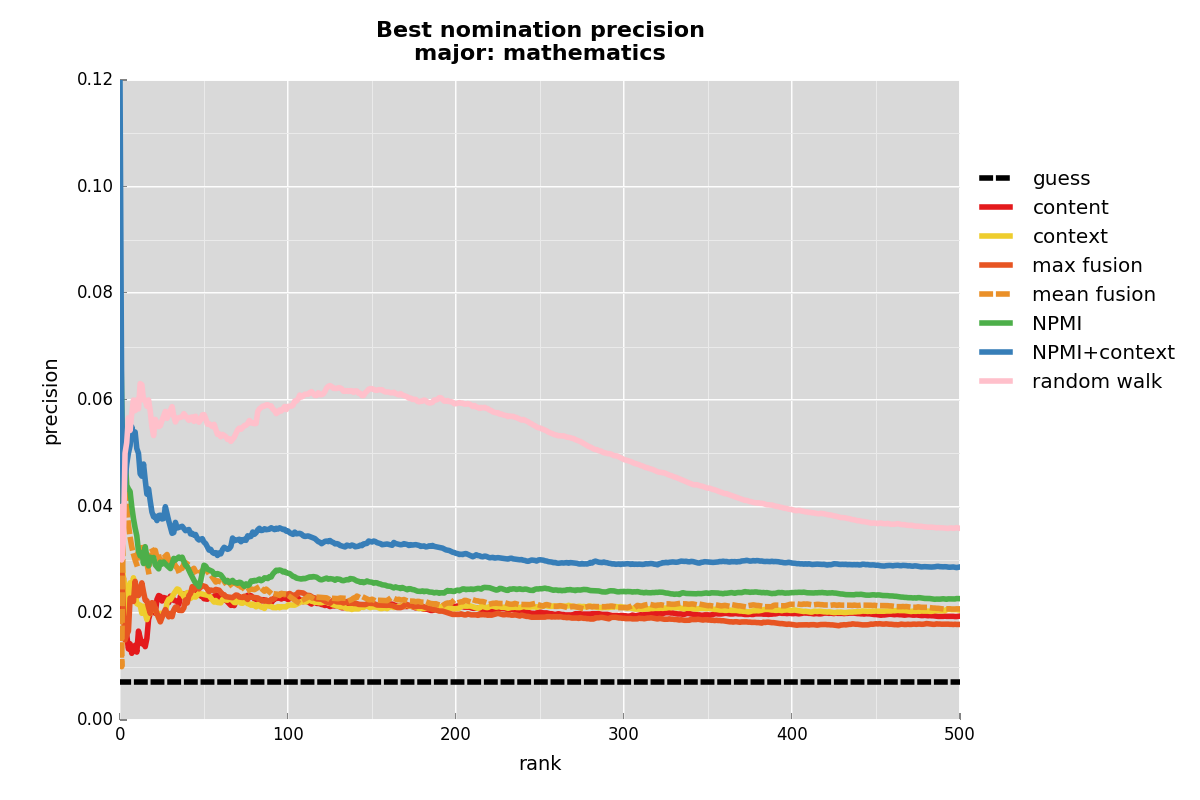 Best nomination precision
major: mathematics
0.12
0.10
0.08
0.06
0.04
0.02
0.00
precision
0
100
200
300
400
500
rank
guess
content
context
max fusion
mean fusion
NPMI
NPMI+context
random walk